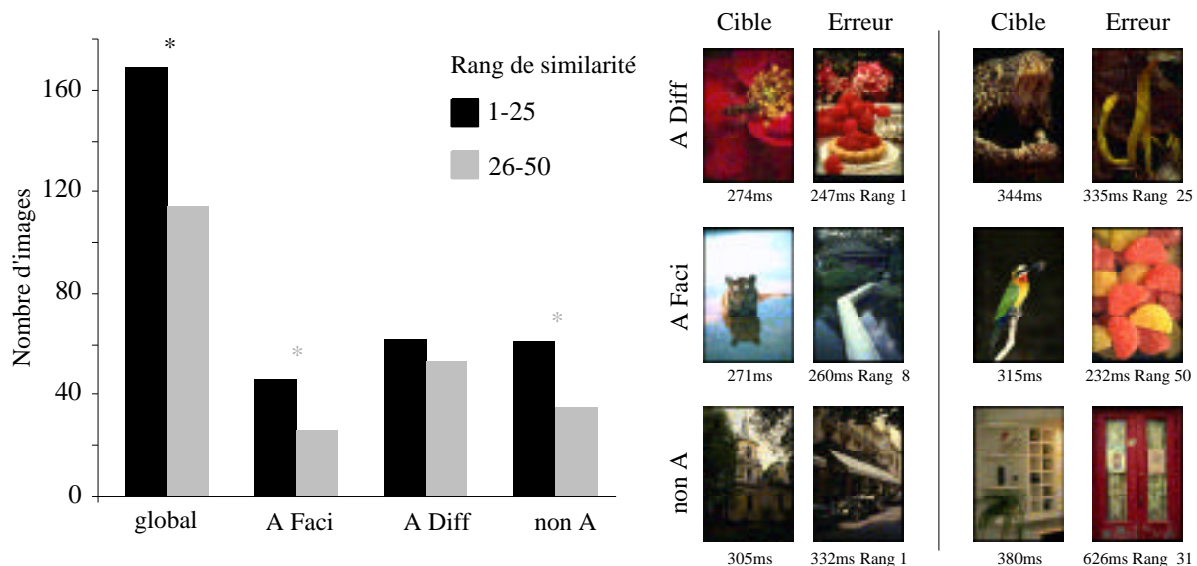 Nombre d'images
160
120
80
40
0
*
*
*
Rang de similarité
1-25
26-50
global
A Faci
A Diff
non A
Cible
Erreur
Cible
Erreur
A Diff
274ms
247ms Rang 1
344ms
335ms Rang 25
A Faci
271ms
260ms Rang 8
315ms
232ms Rang 50
non A
305ms
332ms Rang 1
380ms
626ms Rang 31